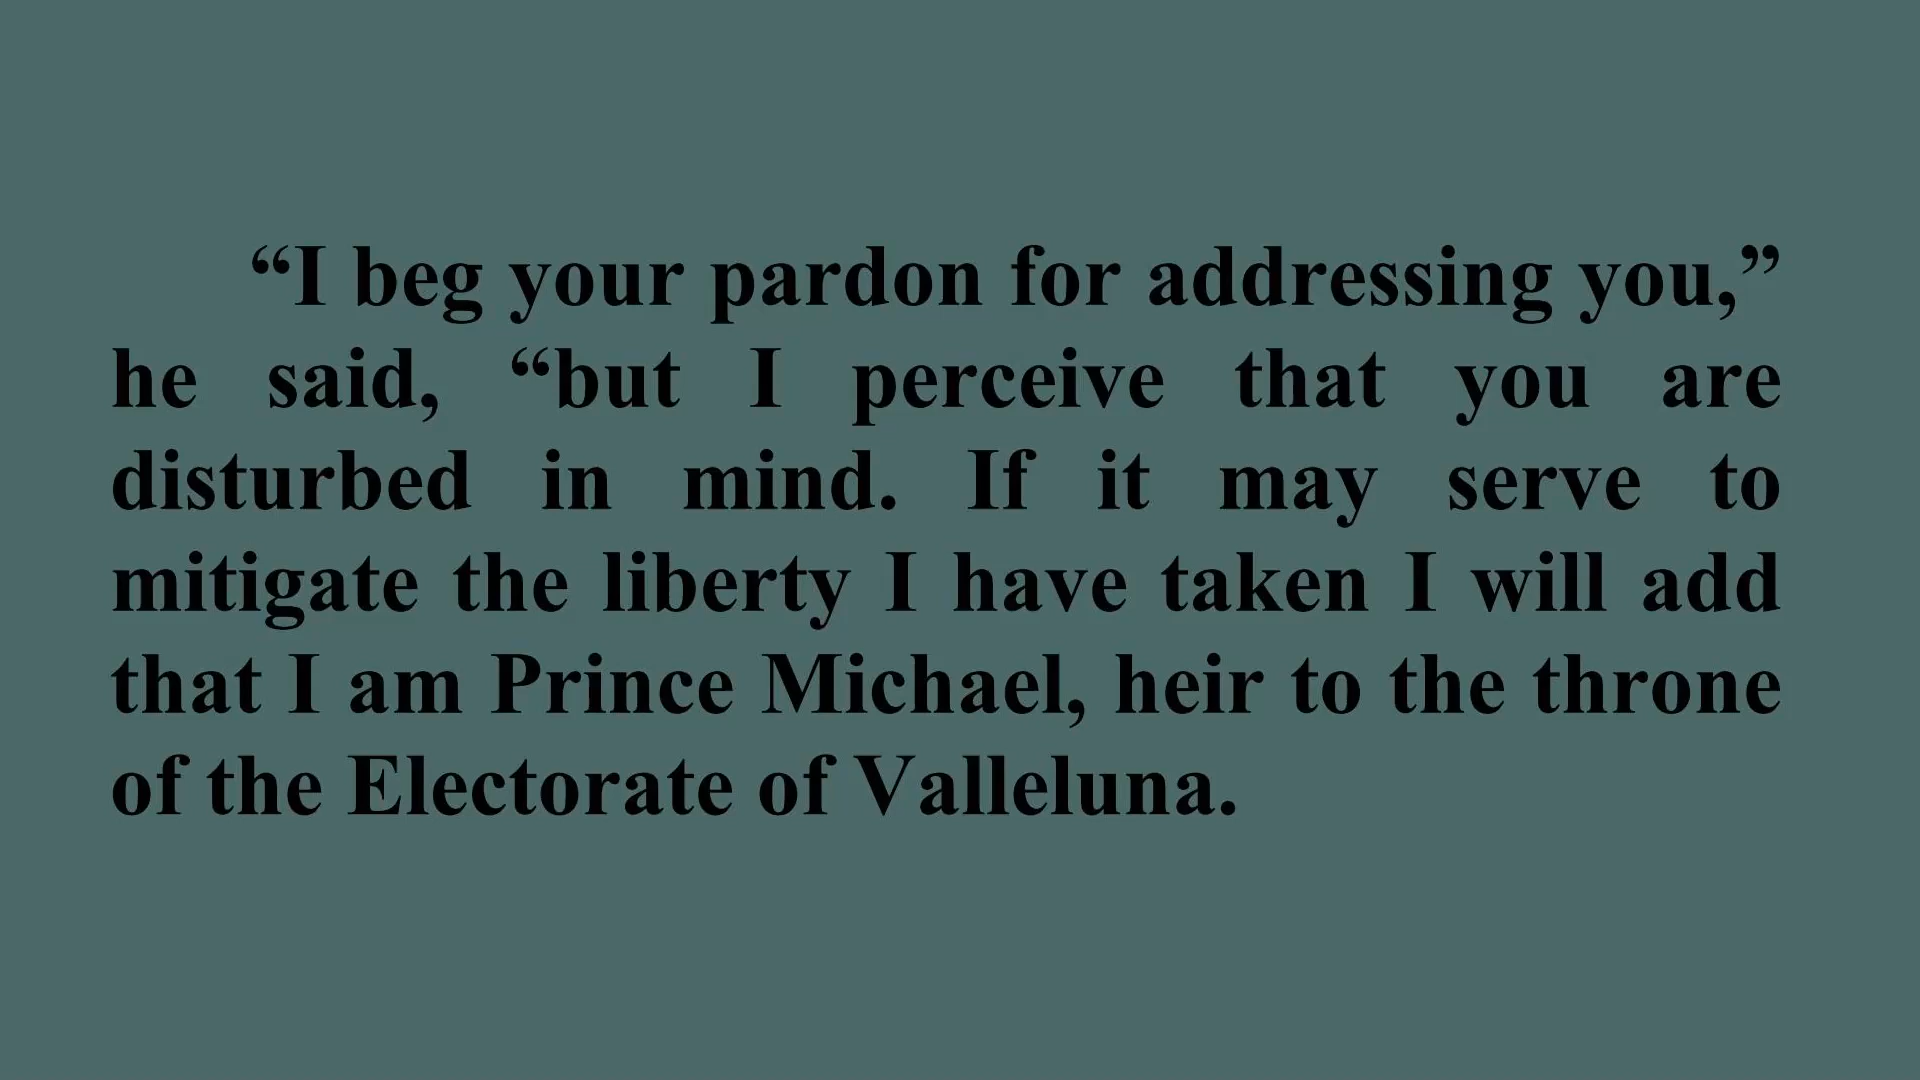 “I beg your pardon for addressing you,”
he said, “but I perceive that you are
disturbed in mind. If it may serve to
mitigate the liberty I have taken I will add
that I am Prince Michael, heir to the throne
of the Electorate of Valleluna.